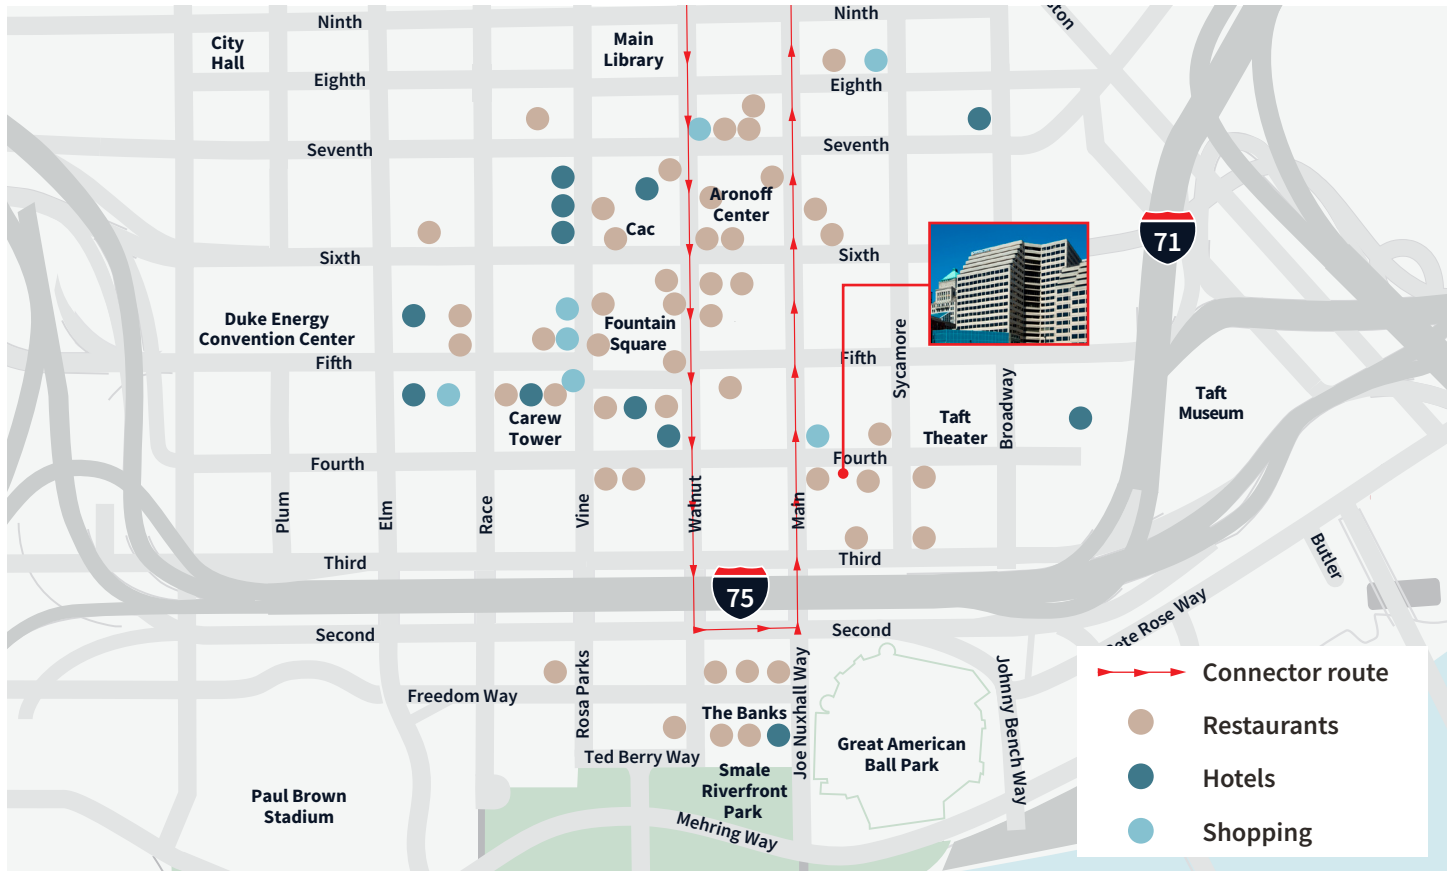 Ninth
Ninth
ton
City
Hall
Main
Library
Eighth
Eighth
Seventh
Seventh
Aronoff
Center
Cac
Sixth
Sixth
71
Duke Energy
Convention Center
Fountain
Square
Fifth
Fifth
Sycamore
Broadway
Taft
Museum
Carew
Tower
Taft
Theater
Fourth
Fourth
Plum
Elm
Race
Vine
Walnut
Main
Third
Third
Butler
75
Second
Second
Pete Rose Way
Rosa Parks
Joe Nuxhall Way
Johnny Bench Way
Freedom Way
The Banks
Great American
Ball Park
Ted Berry Way
Smale
Riverfront
Park
Paul Brown
Stadium
Mehring Way
Connector route
Restaurants
Hotels
Shopping